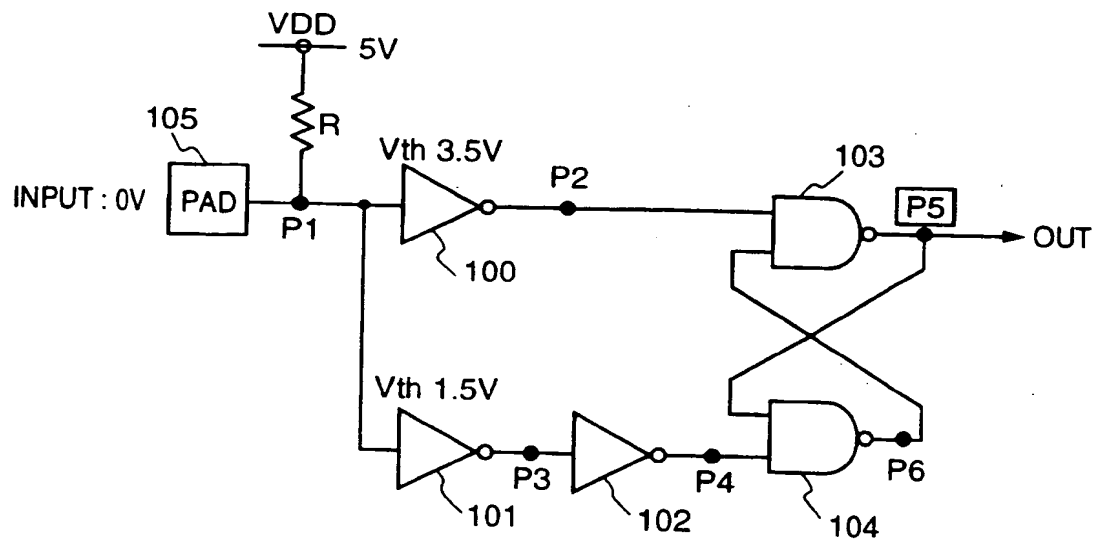 VDD
5V
105
R
Vth 3.5V
103
INPUT : 0V
PAD
P1
P2
P5
OUT
100
Vth 1.5V
P3
P4
P6
101
102
104